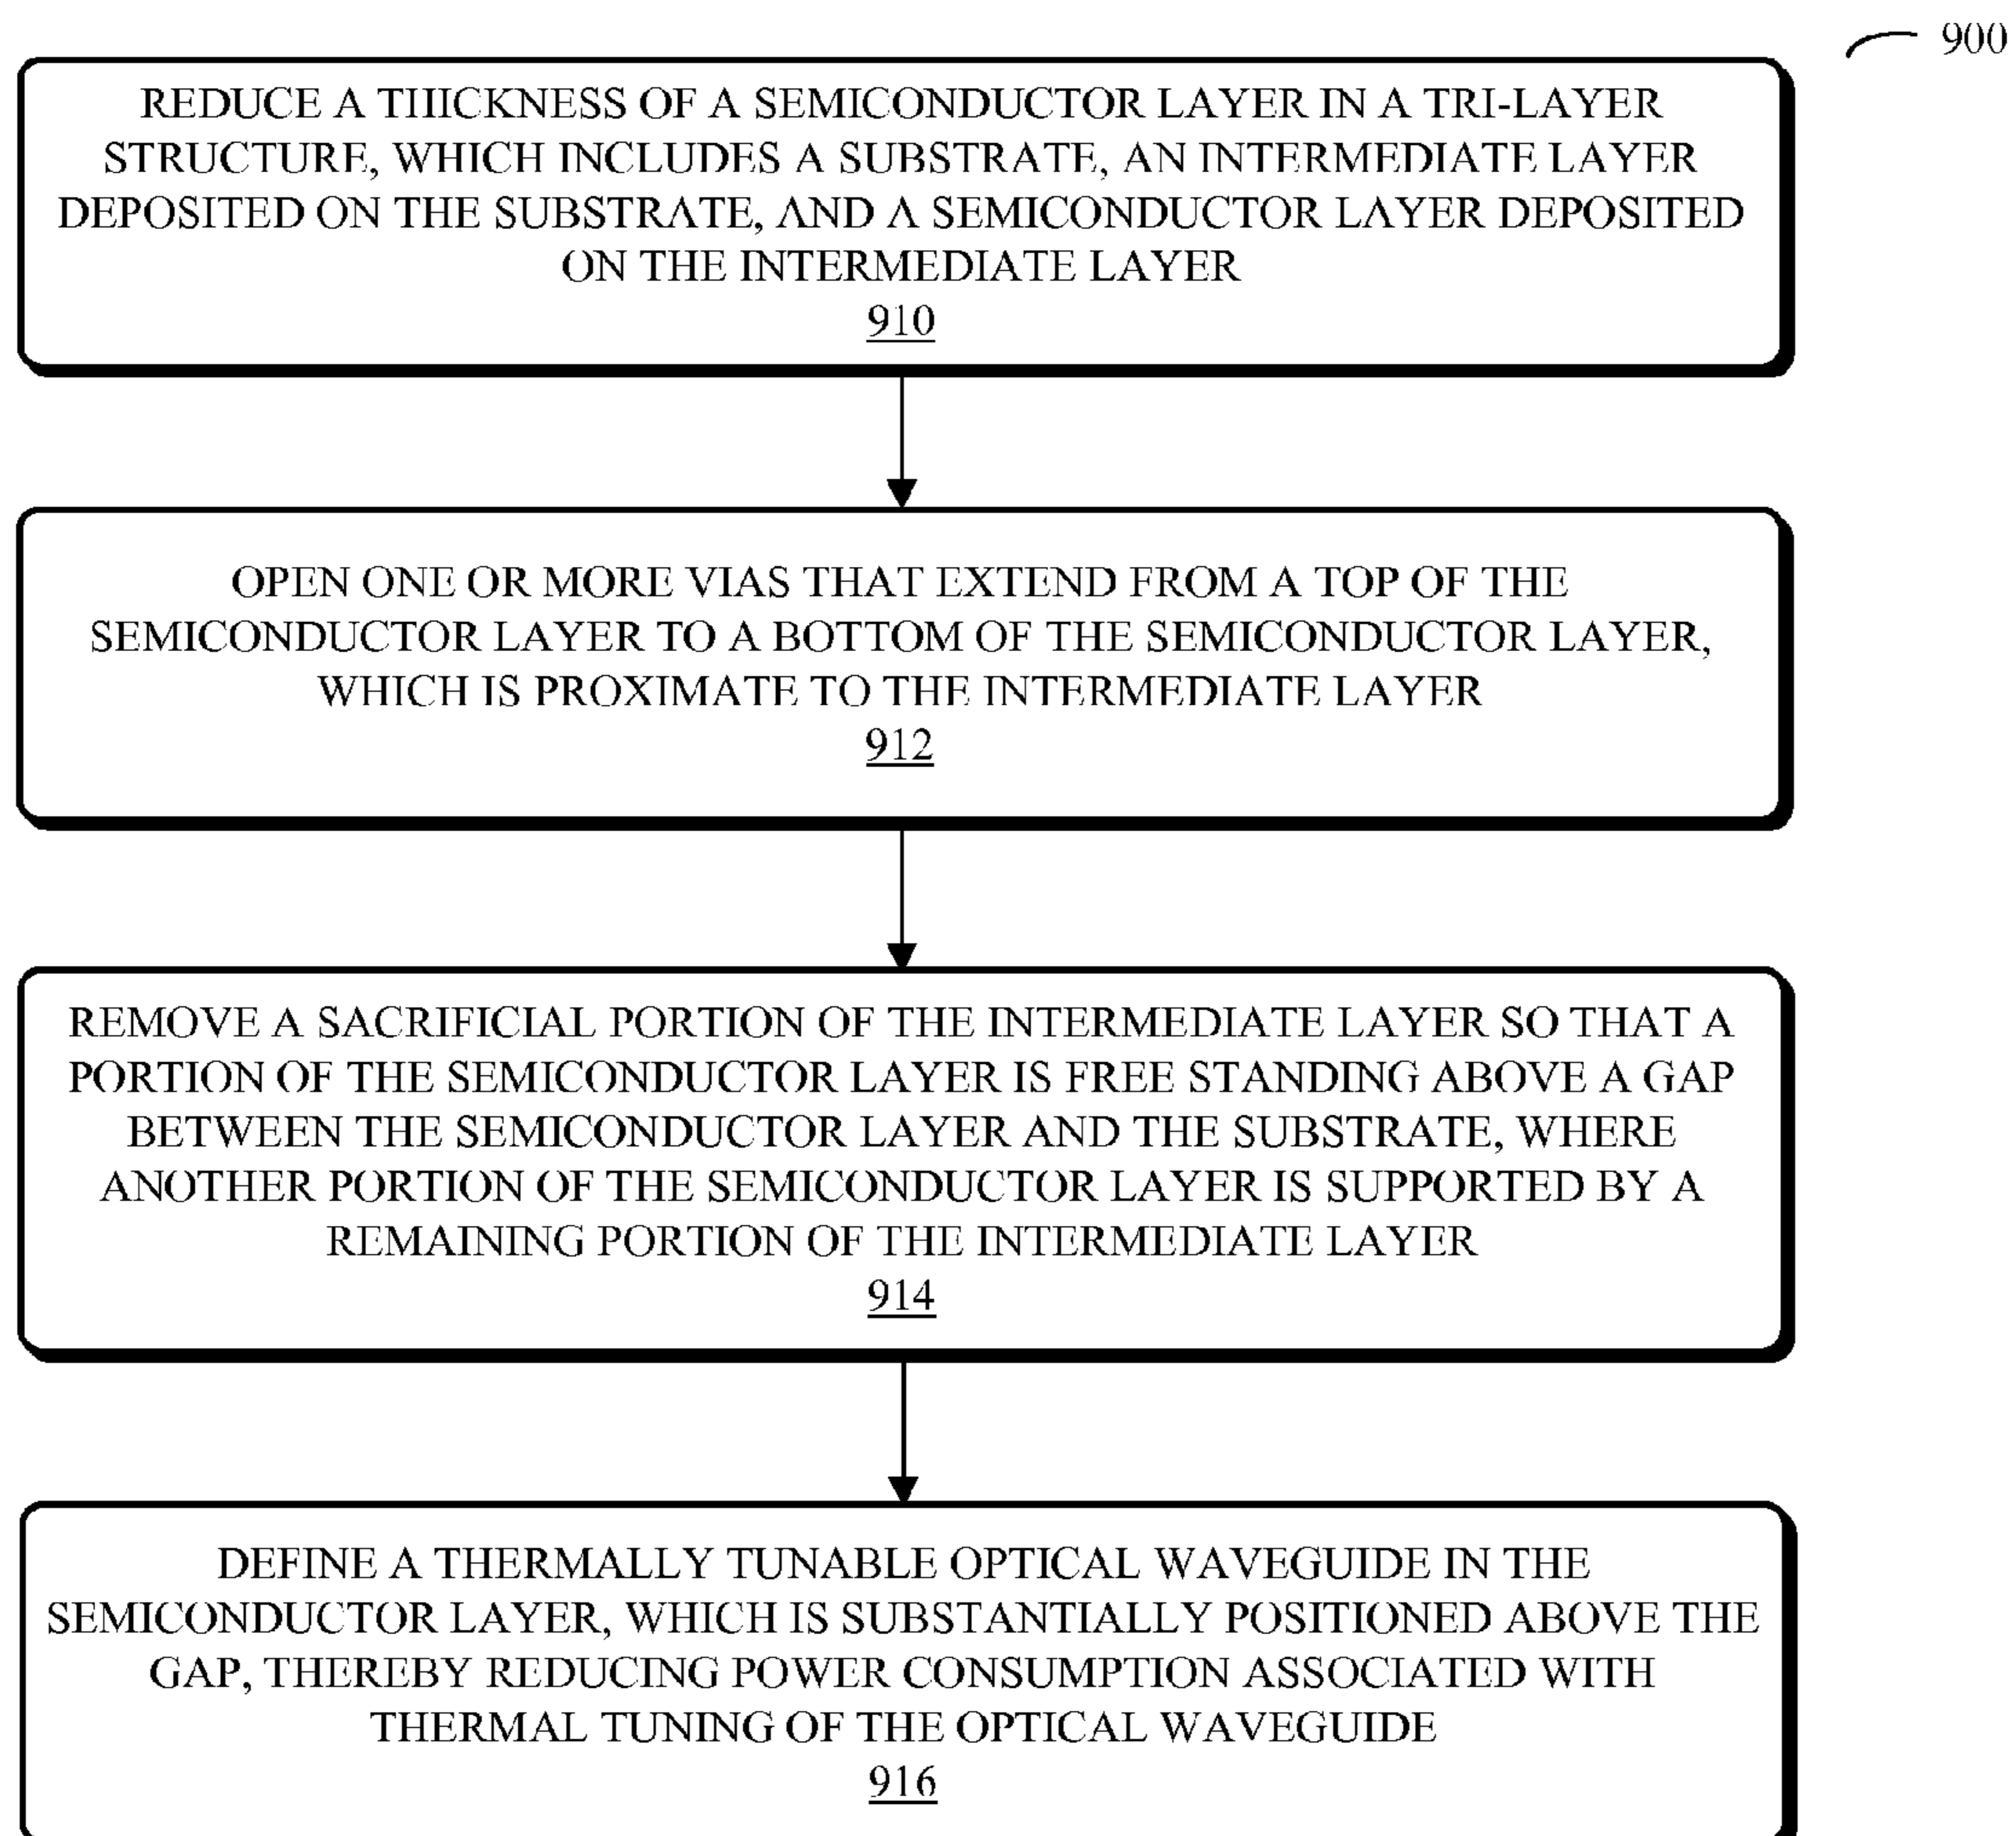 900
REDUCE A THICKNESS OF A SEMICONDUCTOR LAYER IN A TRI-LAYER
STRUCTURE, WHICH INCLUDES A SUBSTRATE, AN INTERMEDIATE LAYER
DEPOSITED ON THE SUBSTRATE, AND A SEMICONDUCTOR LAYER DEPOSITED
ON THE INTERMEDIATE LAYER
910
OPEN ONE OR MORE VIAS THAT EXTEND FROM A TOP OF THE
SEMICONDUCTOR LAYER TO A BOTTOM OF THE SEMICONDUCTOR LAYER,
WHICH IS PROXIMATE TO THE INTERMEDIATE LAYER
912
REMOVE A SACRIFICIAL PORTION OF THE INTERMEDIATE LAYER SO THAT A
PORTION OF THE SEMICONDUCTOR LAYER IS FREE STANDING ABOVE A GAP
BETWEEN THE SEMICONDUCTOR LAYER AND THE SUBSTRATE, WHERE
ANOTHER PORTION OF THE SEMICONDUCTOR LAYER IS SUPPORTED BY A
REMAINING PORTION OF THE INTERMEDIATE LAYER
914
DEFINE A THERMALLY TUNABLE OPTICAL WAVEGUIDE IN THE
SEMICONDUCTOR LAYER, WHICH IS SUBSTANTIALLY POSITIONED ABOVE THE
GAP, THEREBY REDUCING POWER CONSUMPTION ASSOCIATED WITH
THERMAL TUNING OF THE OPTICAL WAVEGUIDE
916